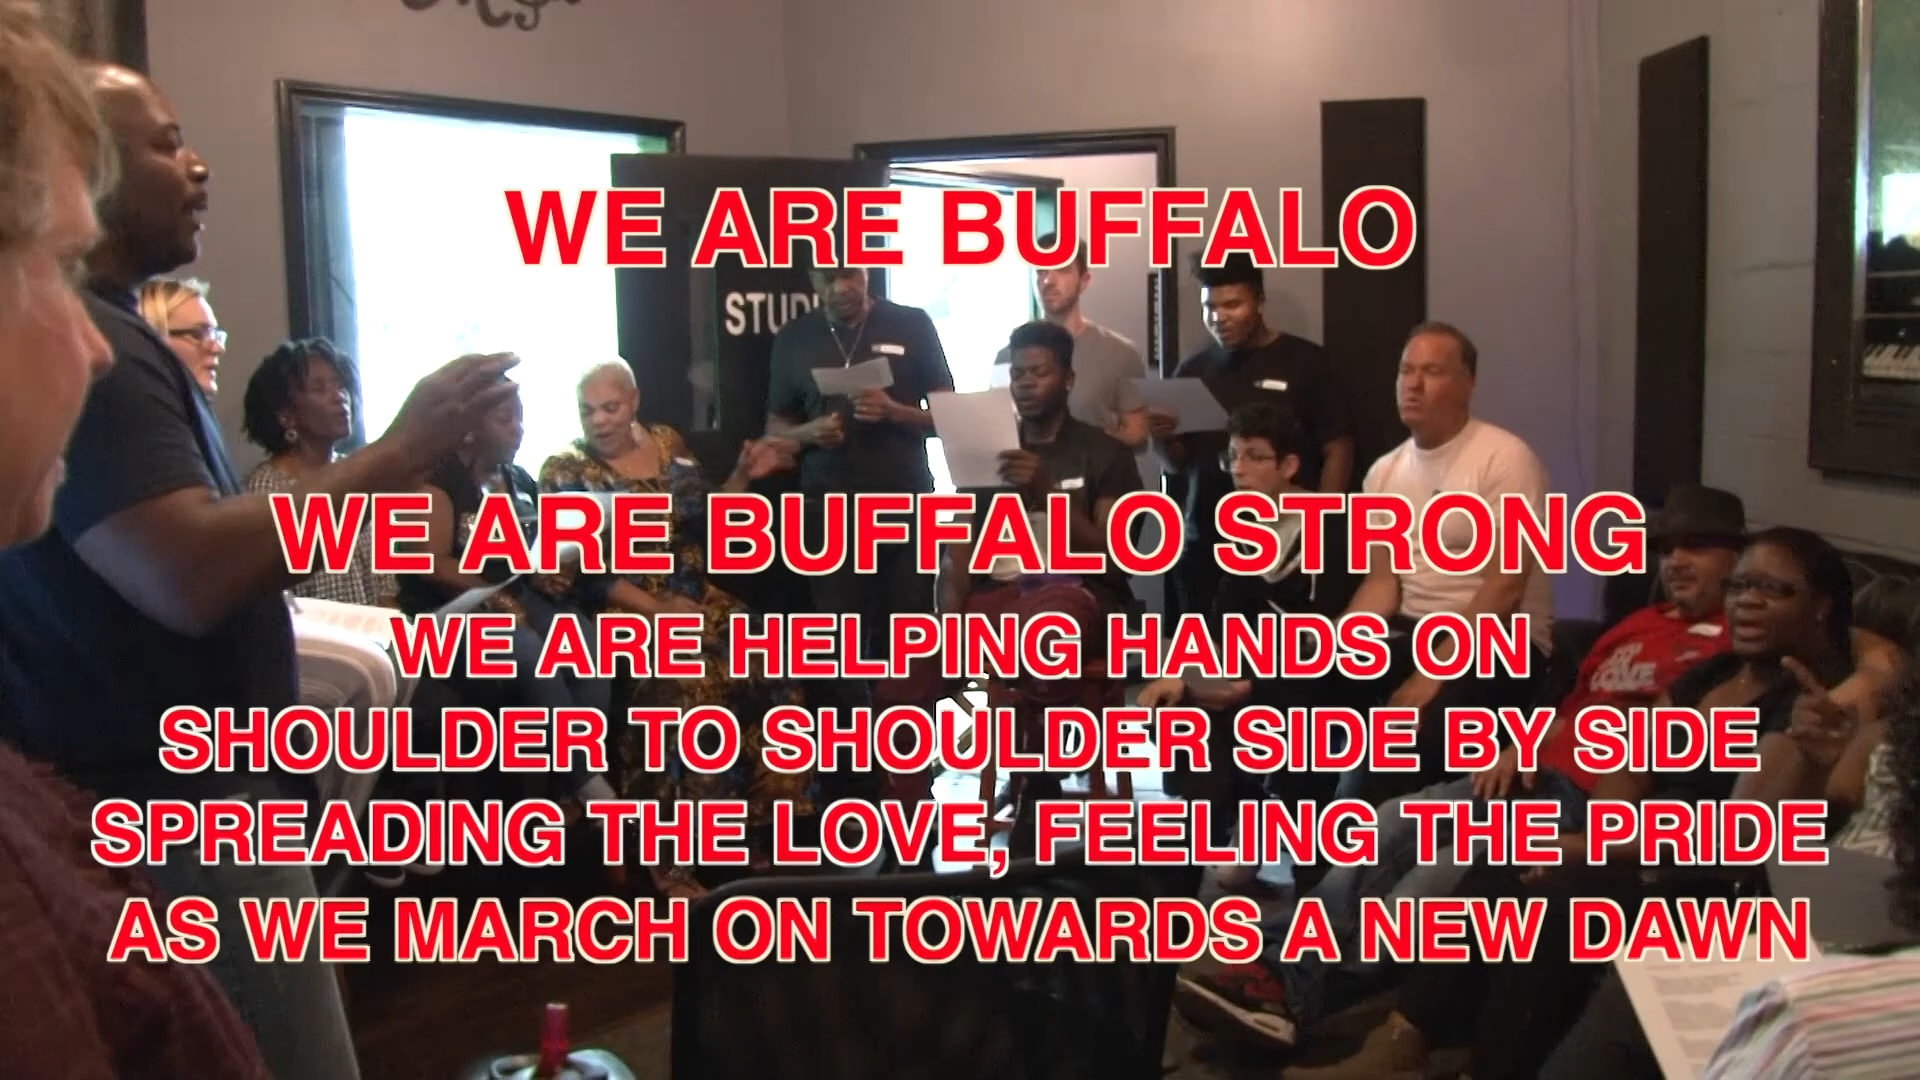 WE ARE BUFFALO
WE ARE BUFFALO STRONG
WE ARE HELPING HANDS ON
SHOULDER TO SHOULDER SIDE BY SIDE
SPREADING THE LOVE, FEELING THE PRIDE
AS WE MARCH ON TOWARDS A NEW DAWN
LOVE